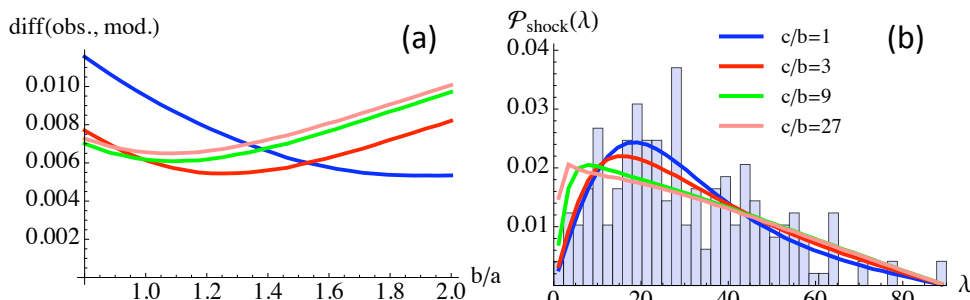 diff(obs., mod.)
(a)
0.010
0.008
0.006
0.004
0.002
1.0 1.2 1.4 1.6 1.8 2.0
b/a
𝒫shock(λ)
(b)
0.04
0.03
0.02
0.01
0 20 40 60 80
λ
c/b=1
c/b=3
c/b=9
c/b=27